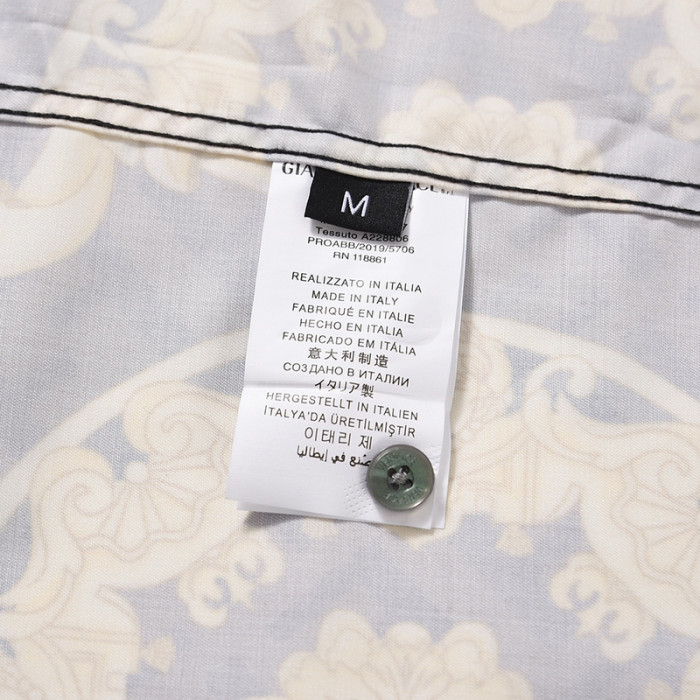 M
Tessuto A228806
PROABB/2019/5706
RN 118861
REALIZZATO IN ITALIA
MADE IN ITALY
FABRIQUÉ EN ITALIE
HECHO EN ITALIA
FABRICADO EM ITÁLIA
意大利制造
СОЗДАНО В ИТАЛИИ
イタリア製
HERGESTELLT IN ITALIEN
İTALYA'DA ÜRETİLMİŞTİR
이태리 제
صنع في إيطاليا